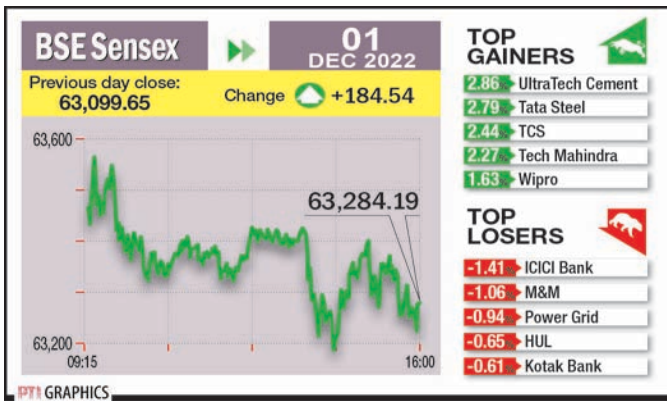 BSE Sensex
01
DEC 2022
Previous day close:
63,099.65
Change +184.54
63,600
63,284.19
63,200
09:15
16:00
TOP
GAINERS
2.86% UltraTech Cement
2.79% Tata Steel
2.44% TCS
2.27% Tech Mahindra
1.63% Wipro
TOP
LOSERS
-1.41% ICICI Bank
-1.06% M&M
-0.94% Power Grid
-0.65% HUL
-0.61% Kotak Bank
PTI GRAPHICS